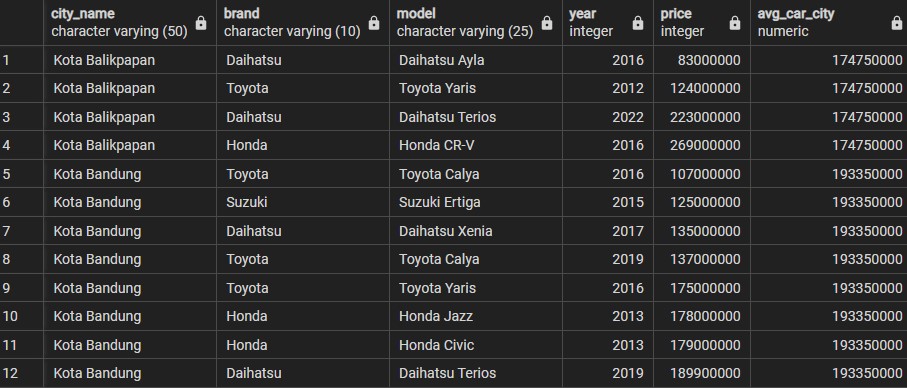 city_name brand model year price avg_car_city
character varying (50) character varying (10) character varying (25) integer integer numeric
1 Kota Balikpapan Daihatsu Daihatsu Ayla 2016 83000000 174750000
2 Kota Balikpapan Toyota Toyota Yaris 2012 124000000 174750000
3 Kota Balikpapan Daihatsu Daihatsu Terios 2022 223000000 174750000
4 Kota Balikpapan Honda Honda CR-V 2016 269000000 174750000
5 Kota Bandung Toyota Toyota Calya 2016 107000000 193350000
6 Kota Bandung Suzuki Suzuki Ertiga 2015 125000000 193350000
7 Kota Bandung Daihatsu Daihatsu Xenia 2017 135000000 193350000
8 Kota Bandung Toyota Toyota Calya 2019 137000000 193350000
9 Kota Bandung Toyota Toyota Yaris 2016 175000000 193350000
10 Kota Bandung Honda Honda Jazz 2013 178000000 193350000
11 Kota Bandung Honda Honda Civic 2013 179000000 193350000
12 Kota Bandung Daihatsu Daihatsu Terios 2019 189900000 193350000